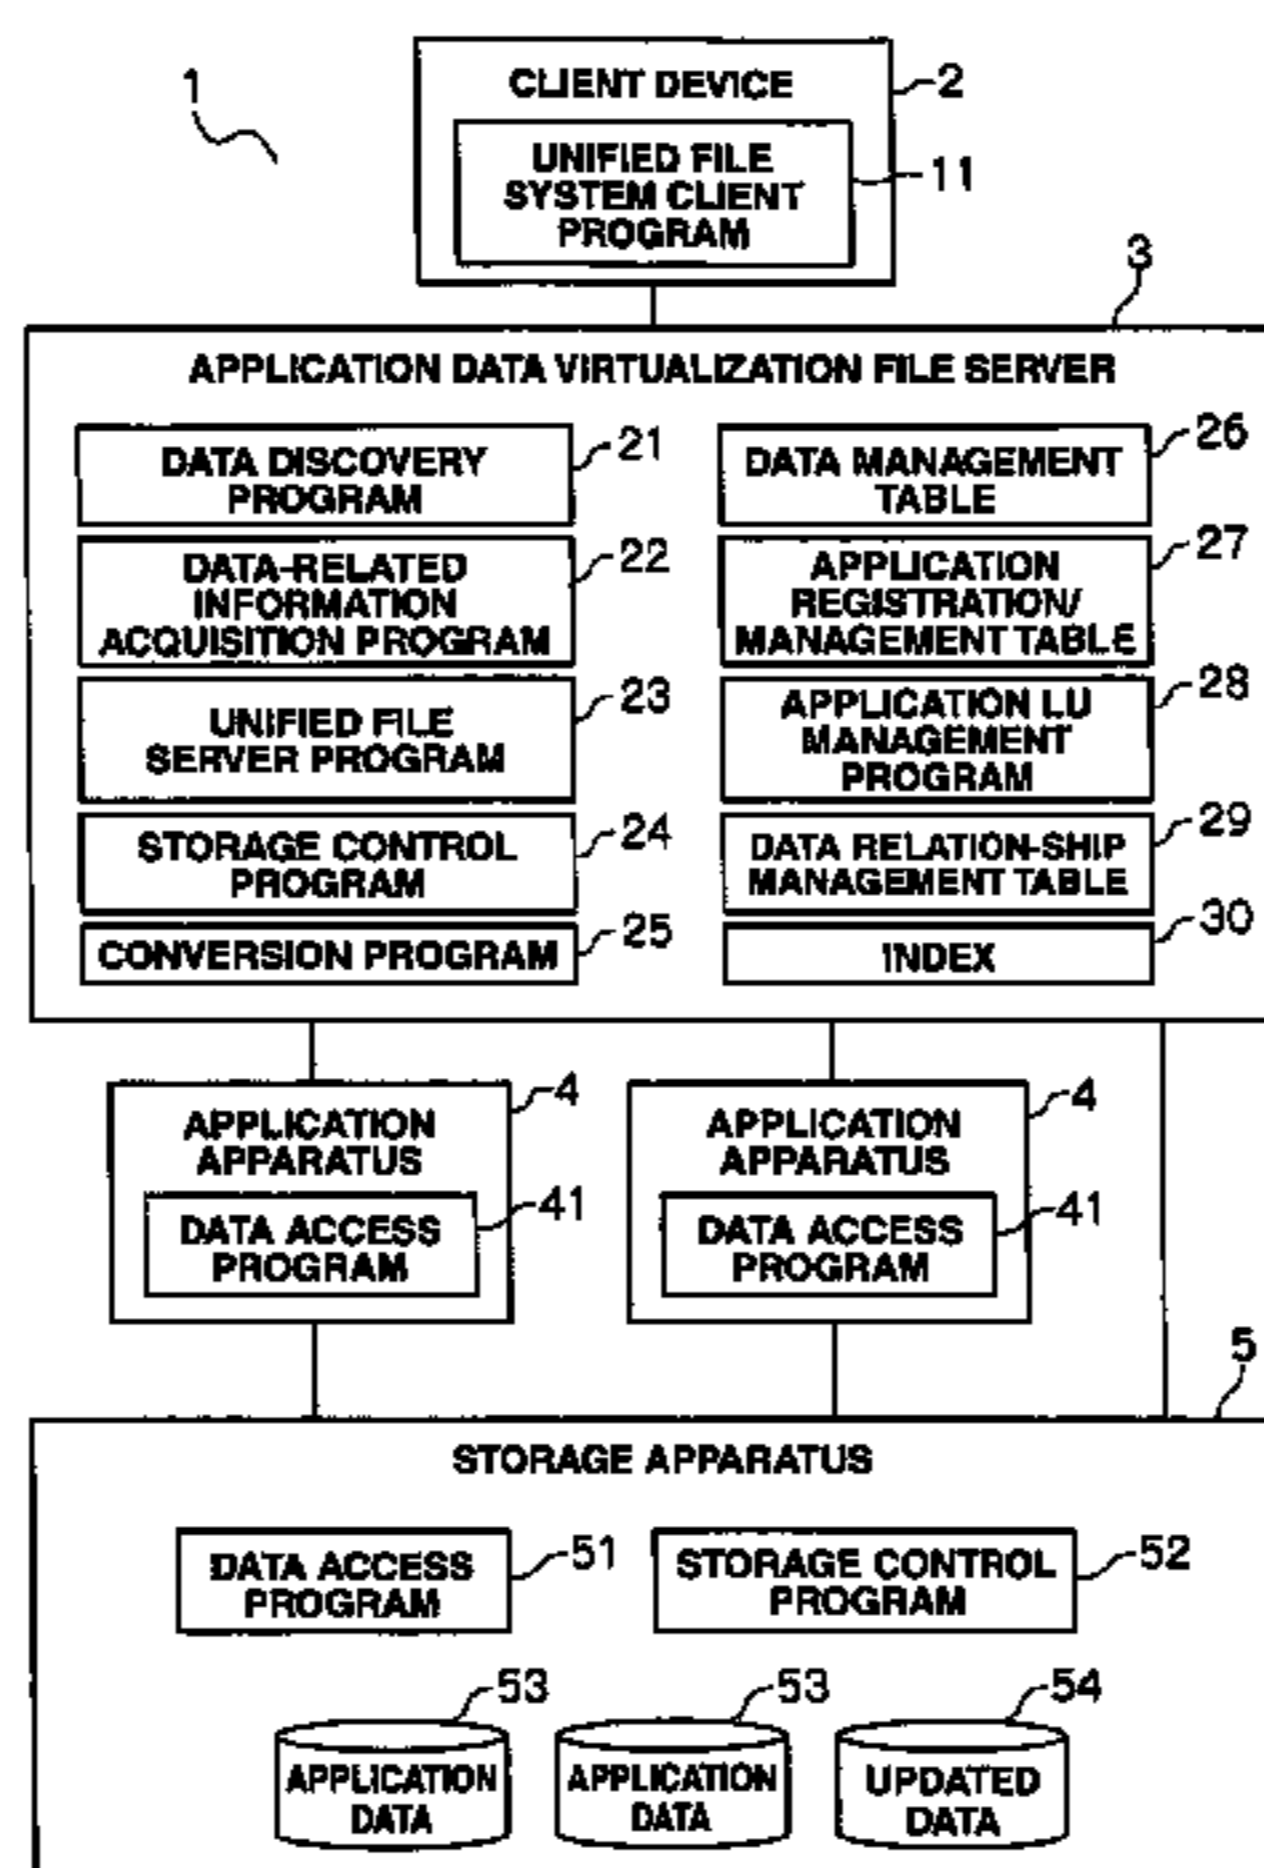 1
CLIENT DEVICE
2
UNIFIED FILE
SYSTEM CLIENT
PROGRAM
11
3
APPLICATION DATA VIRTUALIZATION FILE SERVER
DATA DISCOVERY
PROGRAM
21
DATA-RELATED
INFORMATION
ACQUISITION PROGRAM
22
UNIFIED FILE
SERVER PROGRAM
23
STORAGE CONTROL
PROGRAM
24
CONVERSION PROGRAM
25
DATA MANAGEMENT
TABLE
26
APPLICATION
REGISTRATION/
MANAGEMENT TABLE
27
APPLICATION LU
MANAGEMENT
PROGRAM
28
DATA RELATION-SHIP
MANAGEMENT TABLE
29
INDEX
30
APPLICATION
APPARATUS
4
DATA ACCESS
PROGRAM
41
APPLICATION
APPARATUS
4
DATA ACCESS
PROGRAM
41
5
STORAGE APPARATUS
DATA ACCESS
PROGRAM
51
STORAGE CONTROL
PROGRAM
52
53
APPLICATION
DATA
53
APPLICATION
DATA
54
UPDATED
DATA